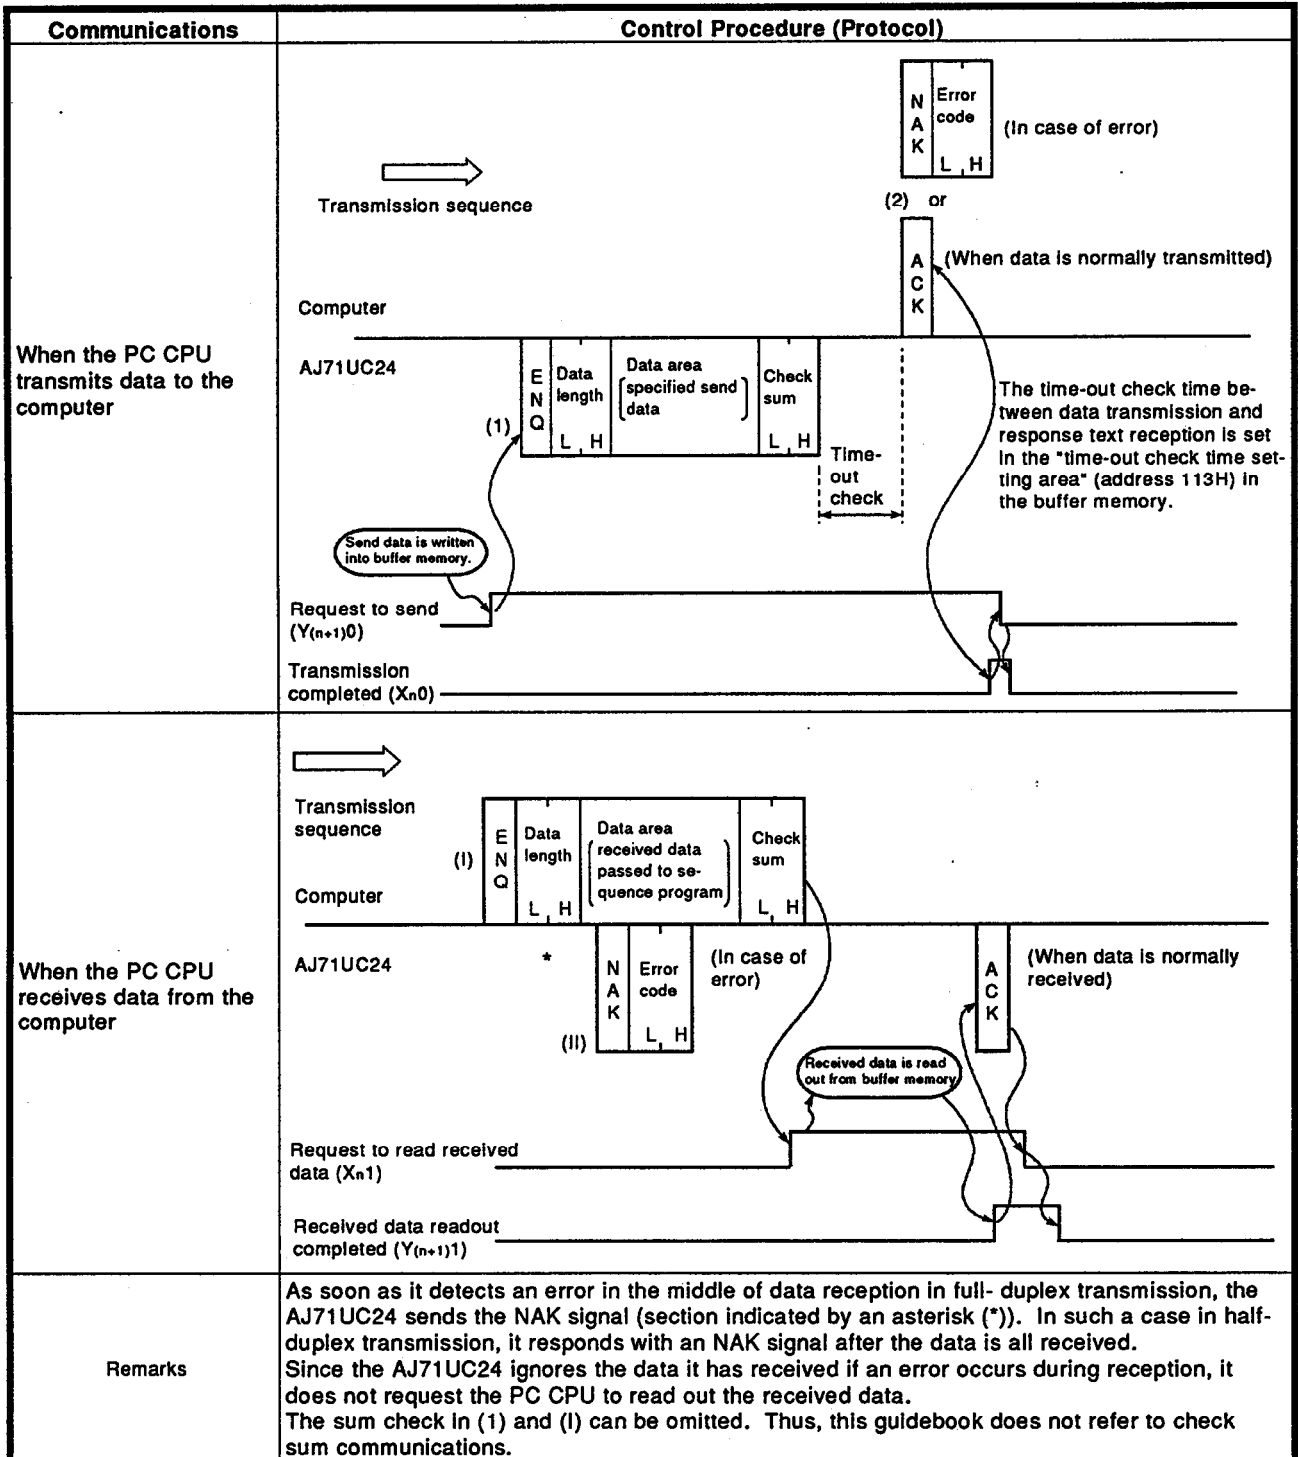 Communications
Control Procedure (Protocol)
When the PC CPU
transmits data to the
computer
Transmission sequence
N
A
K
Error
code
L H
(In case of error)
(2) or
A
C
K
(When data is normally transmitted)
Computer
AJ71UC24
(1)
E
N
Q
Data
length
L H
Data area
specified send
data
Check
sum
L H
Time-
out
check
The time-out check time be-
tween data transmission and
response text reception is set
in the "time-out check time set-
ting area" (address 113H) in
the buffer memory.
Send data is written
into buffer memory.
Request to send
(Y(n+1)0)
Transmission
completed (Xn0)
When the PC CPU
receives data from the
computer
Transmission
sequence
(I)
E
N
Q
Data
length
L H
Data area
received data
passed to se-
quence program
Check
sum
L H
Computer
AJ71UC24
*
(II)
N
A
K
Error
code
L H
(In case of
error)
A
C
K
(When data is normally
received)
Received data is read
out from buffer memory
Request to read received
data (Xn1)
Received data readout
completed (Y(n+1)1)
Remarks
As soon as it detects an error in the middle of data reception in full- duplex transmission, the
AJ71UC24 sends the NAK signal (section indicated by an asterisk (*)). In such a case in half-
duplex transmission, it responds with an NAK signal after the data is all received.
Since the AJ71UC24 ignores the data it has received if an error occurs during reception, it
does not request the PC CPU to read out the received data.
The sum check in (1) and (I) can be omitted. Thus, this guidebook does not refer to check
sum communications.